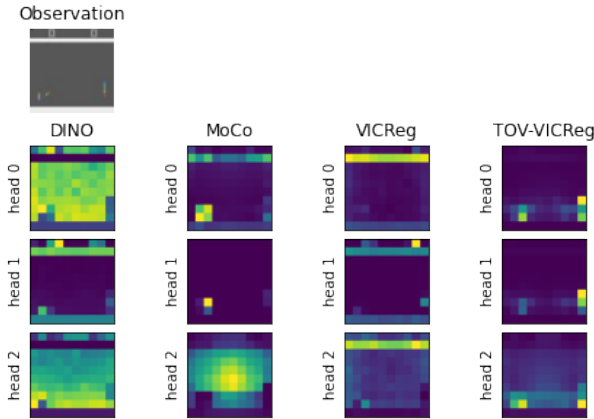 Observation
0 0
DINO MoCo VICReg TOV-VICReg
head 0 head 0 head 0 head 0
head 1 head 1 head 1 head 1
head 2 head 2 head 2 head 2